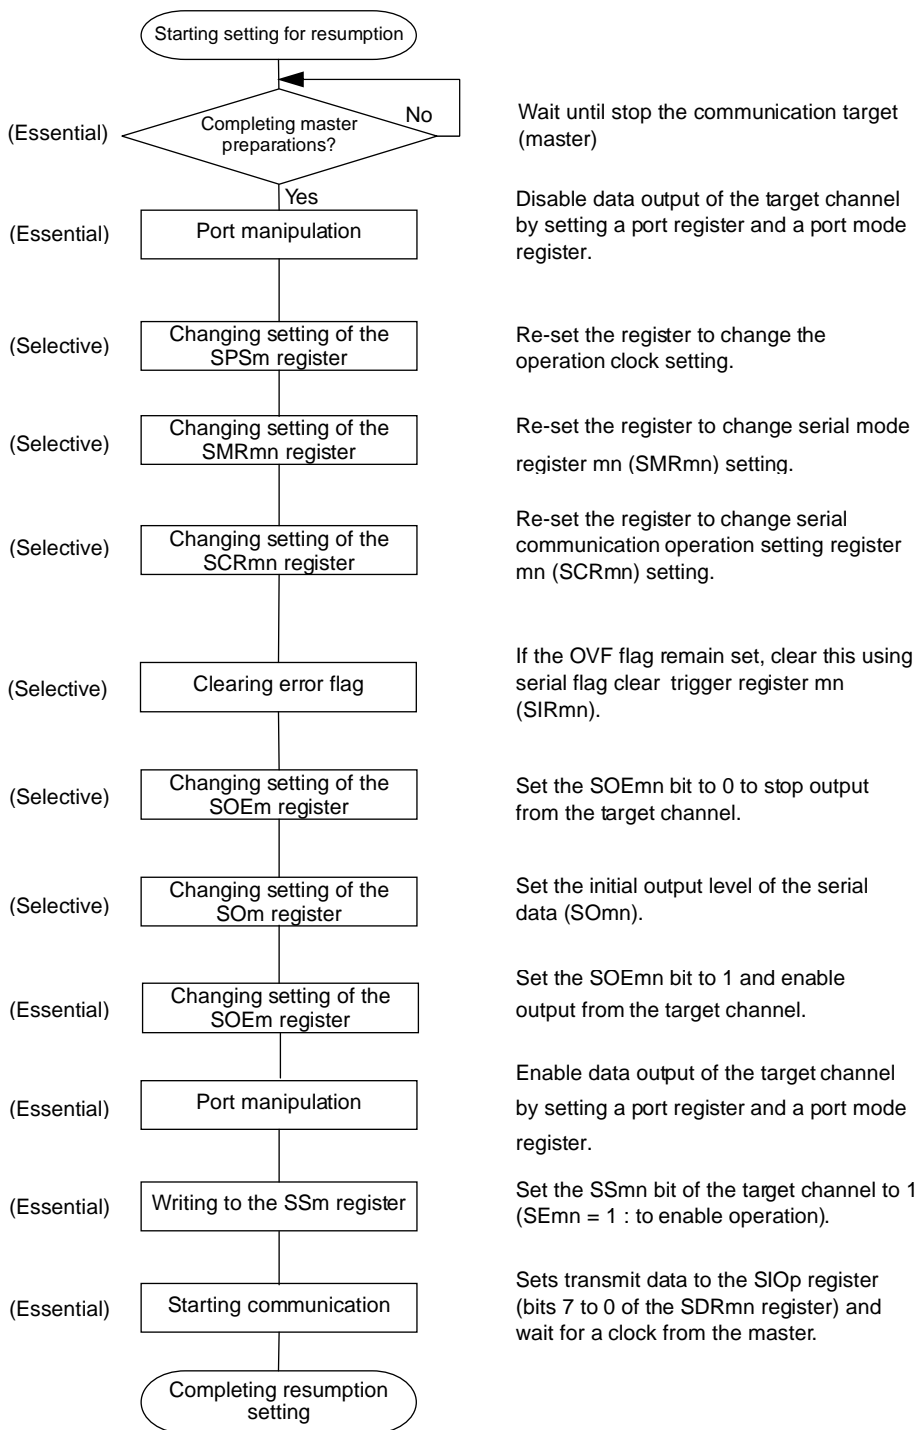 Starting setting for resumption
No
(Essential)
Completing master
preparations?
Wait until stop the communication target
(master)
Yes
(Essential)
Port manipulation
Disable data output of the target channel
by setting a port register and a port mode
register.
(Selective)
Changing setting of the
SPSm register
Re-set the register to change the
operation clock setting.
(Selective)
Changing setting of the
SMRmn register
Re-set the register to change serial mode
register mn (SMRmn) setting.
(Selective)
Changing setting of the
SCRmn register
Re-set the register to change serial
communication operation setting register
mn (SCRmn) setting.
(Selective)
Clearing error flag
If the OVF flag remain set, clear this using
serial flag clear trigger register mn
(SIRmn).
(Selective)
Changing setting of the
SOEm register
Set the SOEmn bit to 0 to stop output
from the target channel.
(Selective)
Changing setting of the
SOm register
Set the initial output level of the serial
data (SOmn).
(Essential)
Changing setting of the
SOEm register
Set the SOEmn bit to 1 and enable
output from the target channel.
(Essential)
Port manipulation
Enable data output of the target channel
by setting a port register and a port mode
register.
(Essential)
Writing to the SSm register
Set the SSmn bit of the target channel to 1
(SEmn = 1 : to enable operation).
(Essential)
Starting communication
Sets transmit data to the SIOp register
(bits 7 to 0 of the SDRmn register) and
wait for a clock from the master.
Completing resumption
setting